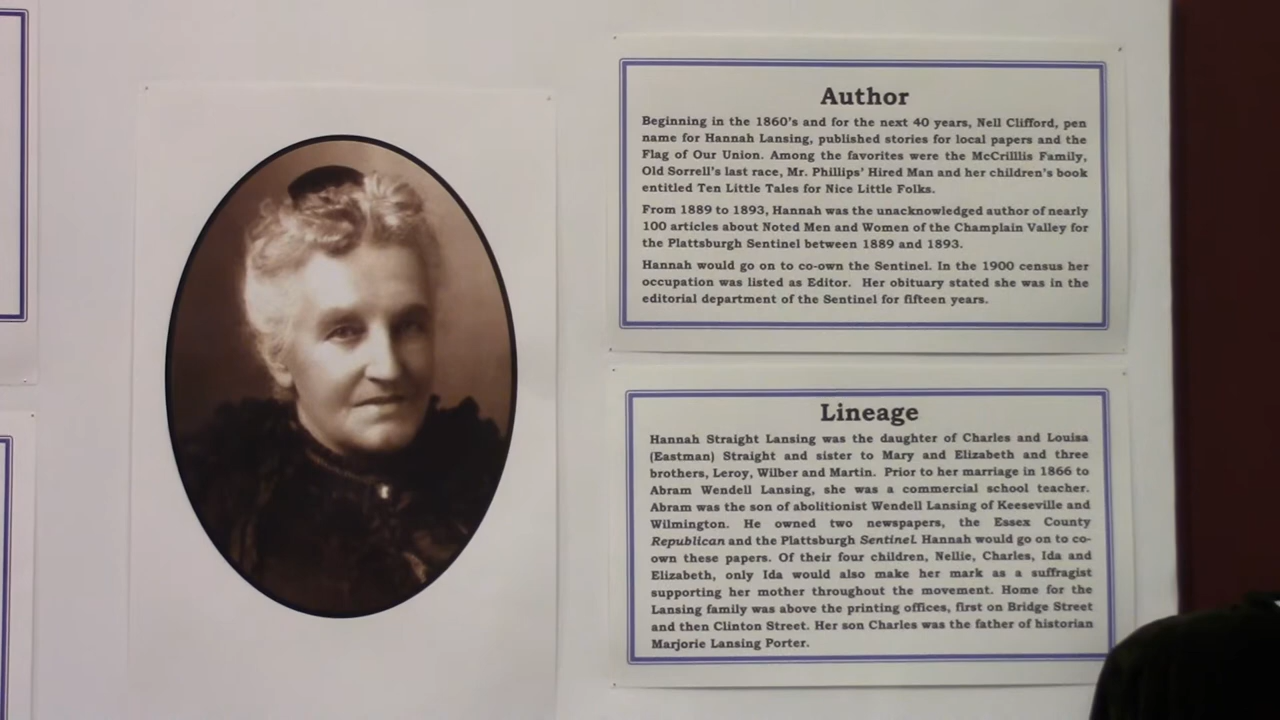 Author
Beginning in the 1860's and for the next 40 years, Nell Clifford, pen
name for Hannah Lansing, published stories for local papers and the
Flag of Our Union. Among the favorites were the McCrilllis Family,
Old Sorrell's last race, Mr. Phillips' Hired Man and her children's book
entitled Ten Little Tales for Nice Little Folks.
From 1889 to 1893, Hannah was the unacknowledged author of nearly
100 articles about Noted Men and Women of the Champlain Valley for
the Plattsburgh Sentinel between 1889 and 1893.
Hannah would go on to co-own the Sentinel. In the 1900 census her
occupation was listed as Editor. Her obituary stated she was in the
editorial department of the Sentinel for fifteen years.
Lineage
Hannah Straight Lansing was the daughter of Charles and Louisa
(Eastman) Straight and sister to Mary and Elizabeth and three
brothers, Leroy, Wilber and Martin. Prior to her marriage in 1866 to
Abram Wendell Lansing, she was a commercial school teacher.
Abram was the son of abolitionist Wendell Lansing of Keeseville and
Wilmington. He owned two newspapers, the Essex County
Republican and the Plattsburgh Sentinel. Hannah would go on to co-
own these papers. Of their four children, Nellie, Charles, Ida and
Elizabeth, only Ida would also make her mark as a suffragist
supporting her mother throughout the movement. Home for the
Lansing family was above the printing offices, first on Bridge Street
and then Clinton Street. Her son Charles was the father of historian
Marjorie Lansing Porter.